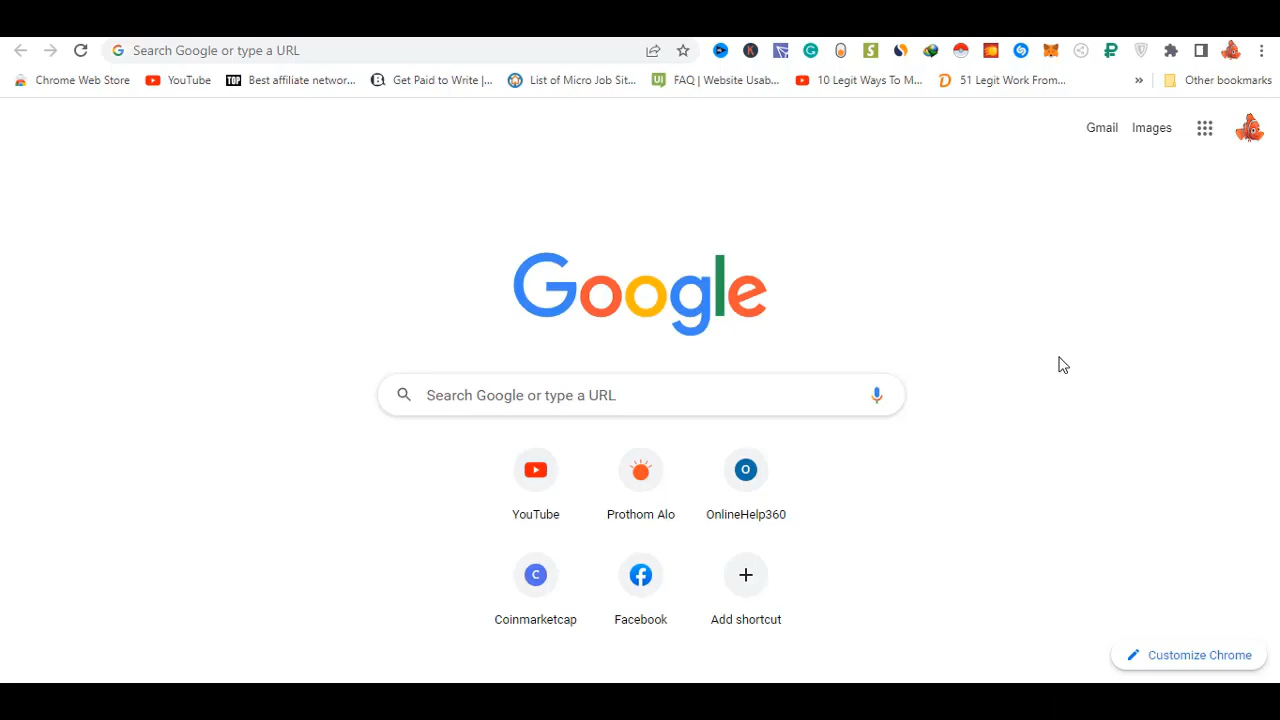 Search Google or type a URL
Chrome Web Store YouTube TOP Best affiliate networ... Get Paid to Write |... List of Micro Job Sit... UI FAQ | Website Usab... 10 Legit Ways To M... 51 Legit Work From... » Other bookmarks
Gmail Images
Google
Search Google or type a URL
YouTube Prothom Alo OnlineHelp360
Coinmarketcap Facebook Add shortcut
Customize Chrome